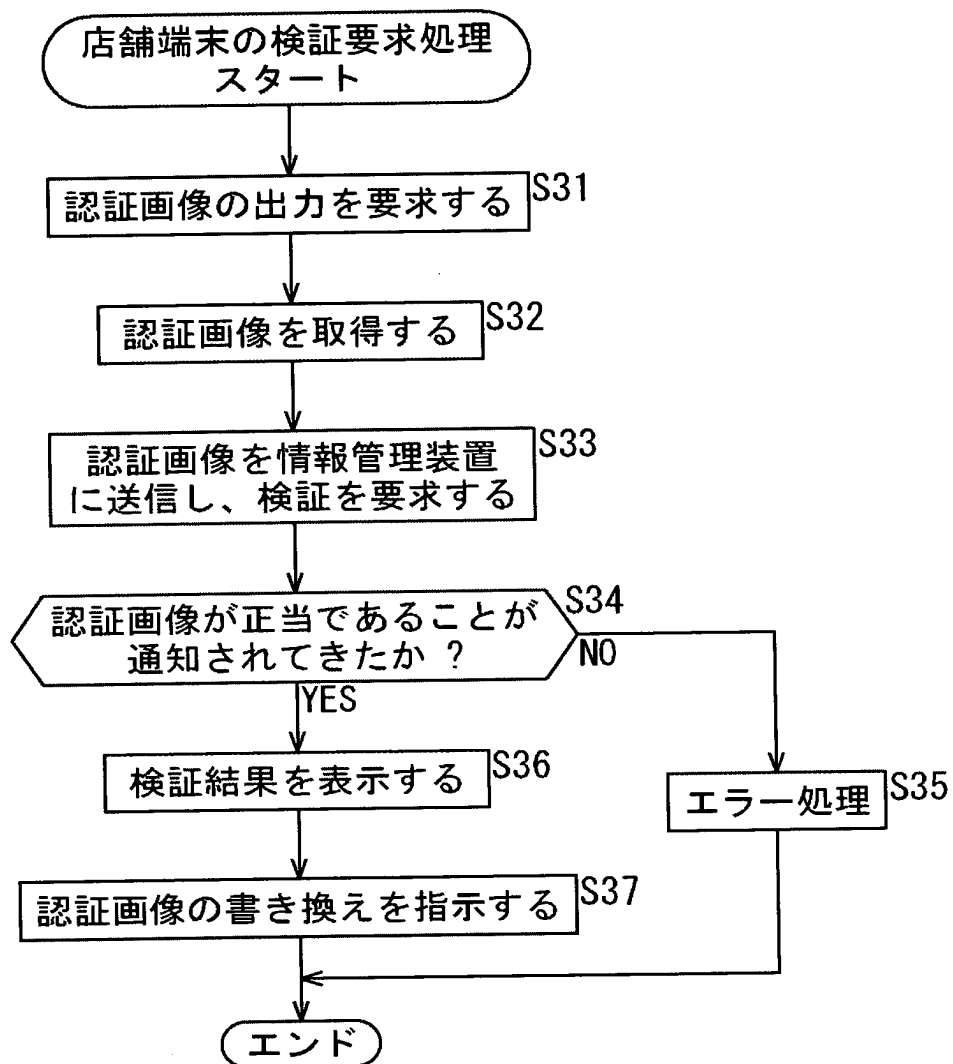 店舗端末の検証要求処理
スタート
認証画像の出力を要求する
S31
認証画像を取得する
S32
認証画像を情報管理装置
に送信し、検証を要求する
S33
認証画像が正当であることが
通知されてきたか ?
S34
NO
YES
検証結果を表示する
S36
エラー処理
S35
認証画像の書き換えを指示する
S37
エンド